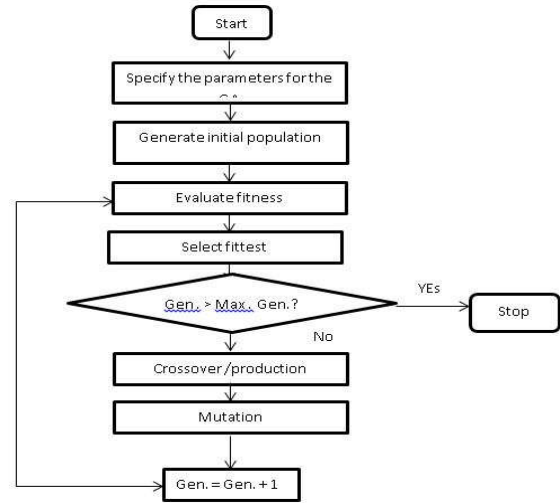 Start
Specify the parameters for the
Generate initial population
Evaluate fitness
Select fittest
Gen. > Max. Gen.?
YEs
Stop
No
Crossover/production
Mutation
Gen. = Gen. + 1